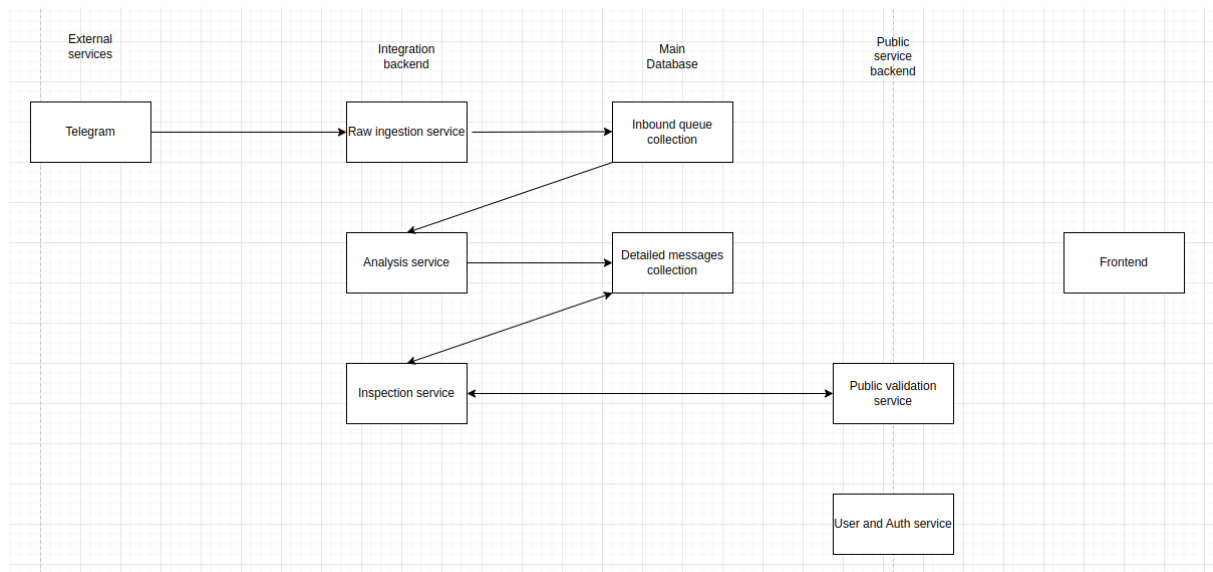 External
services
Integration
backend
Main
Database
Public
service
backend
Telegram
Raw ingestion service
Inbound queue
collection
Analysis service
Detailed messages
collection
Frontend
Inspection service
Public validation
service
User and Auth service